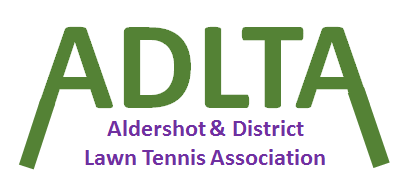 ADLTA
Aldershot & District
Lawn Tennis Association